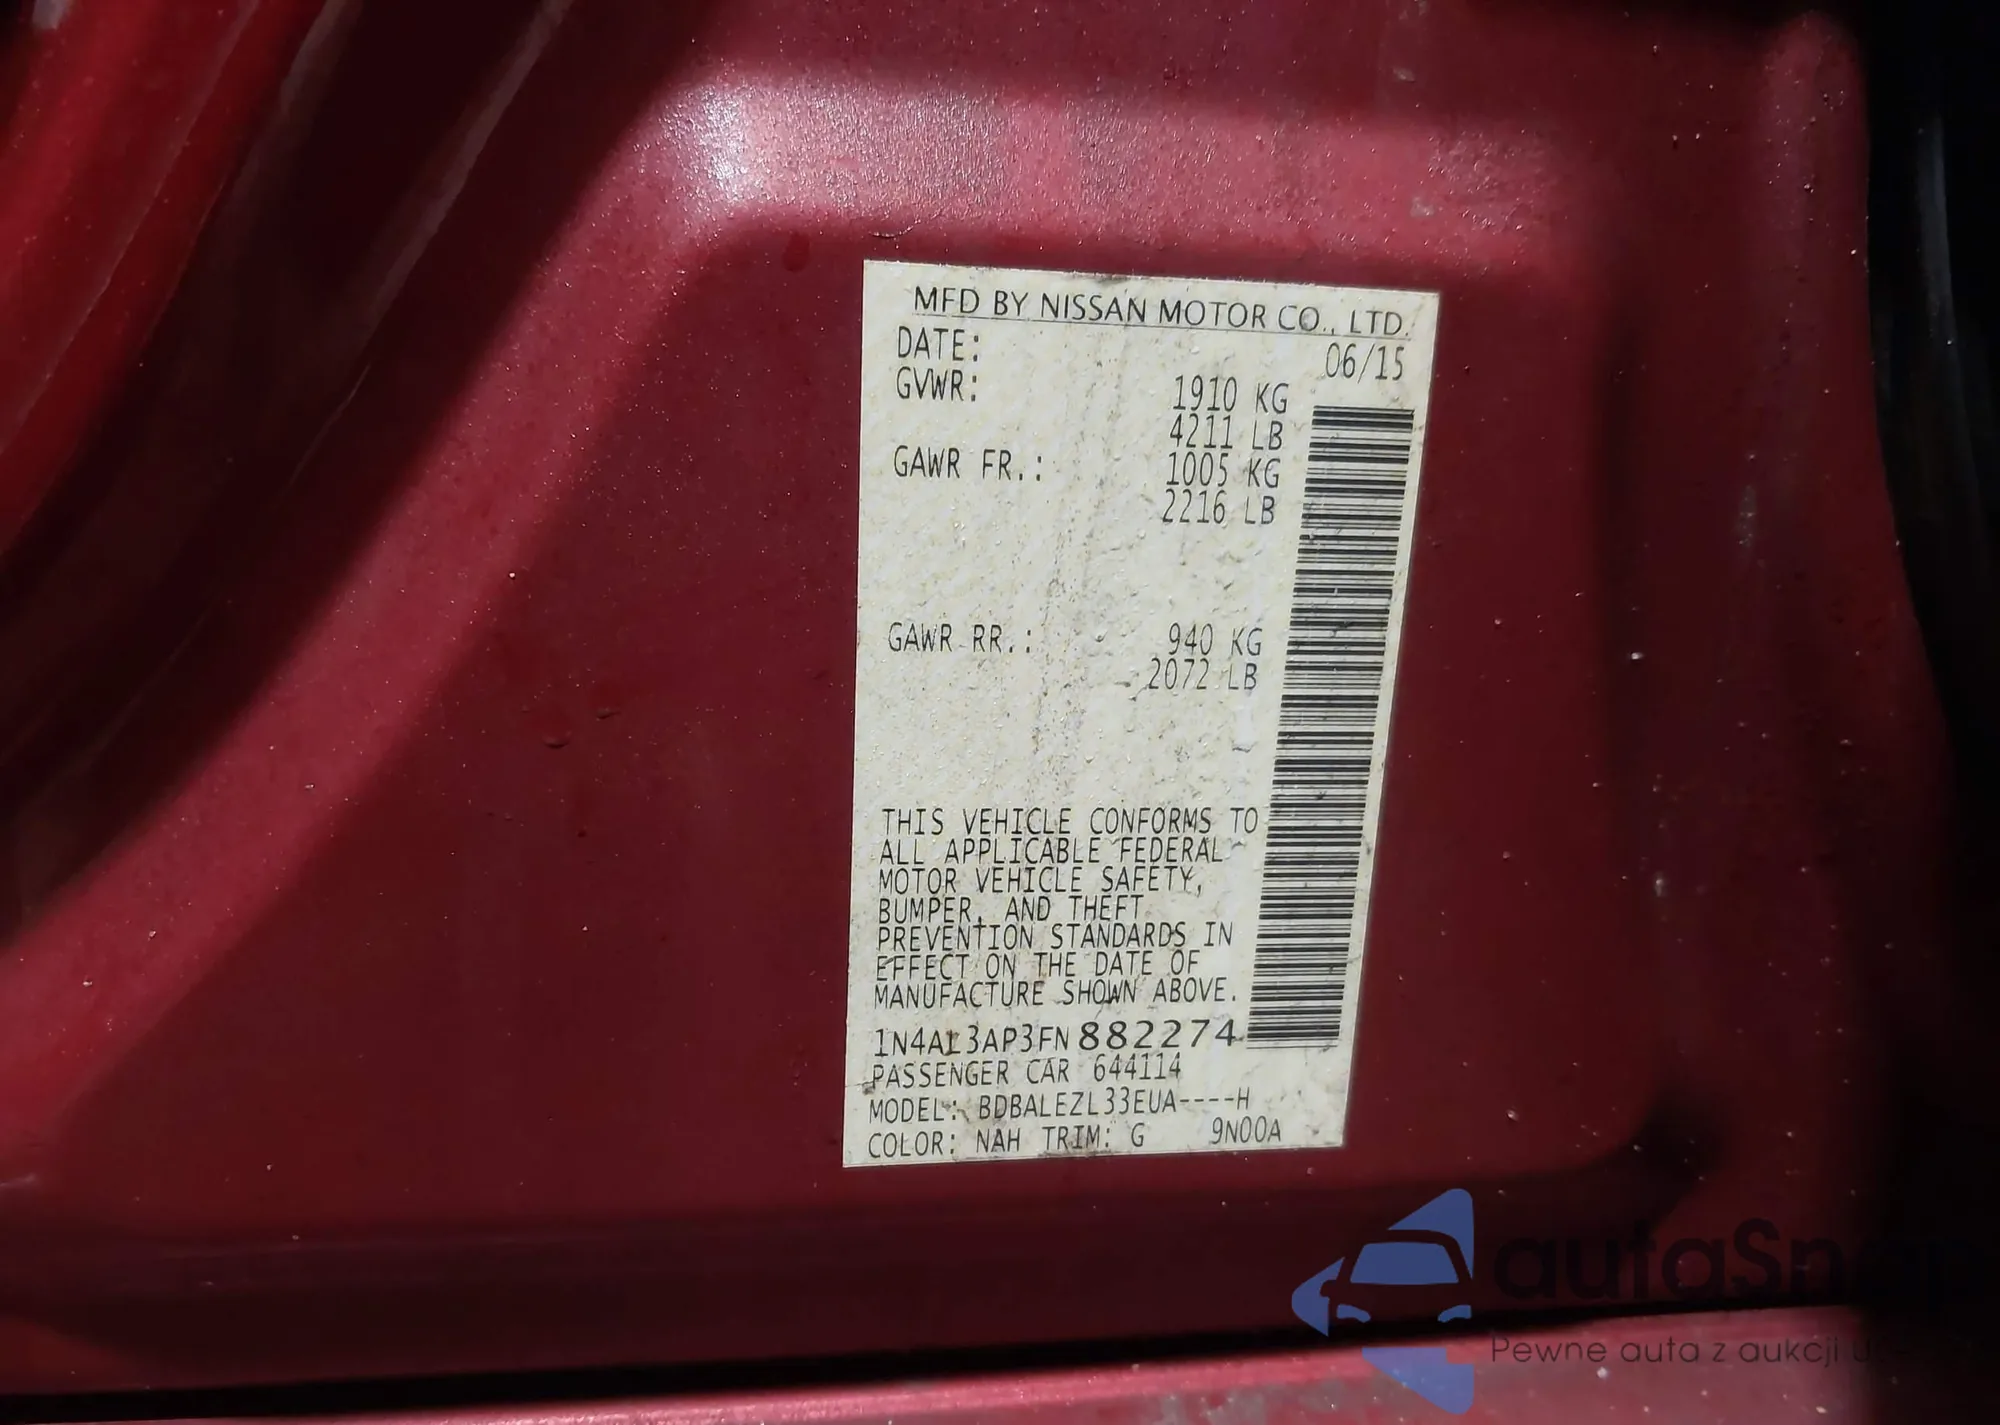 MFD BY NISSAN MOTOR CO., LTD.
DATE: 06/15
GVWR: 1910 KG
4211 LB
GAWR FR.: 1005 KG
2216 LB
GAWR RR.: 940 KG
2072 LB
THIS VEHICLE CONFORMS TO
ALL APPLICABLE FEDERAL
MOTOR VEHICLE SAFETY,
BUMPER, AND THEFT
PREVENTION STANDARDS IN
EFFECT ON THE DATE OF
MANUFACTURE SHOWN ABOVE.
1N4AL3AP3FN882274
PASSENGER CAR 644114
MODEL: BDBALEZL33EUA----H
COLOR: NAH TRIM: G 9N00A
autaSnap
Pewne auta z aukcji